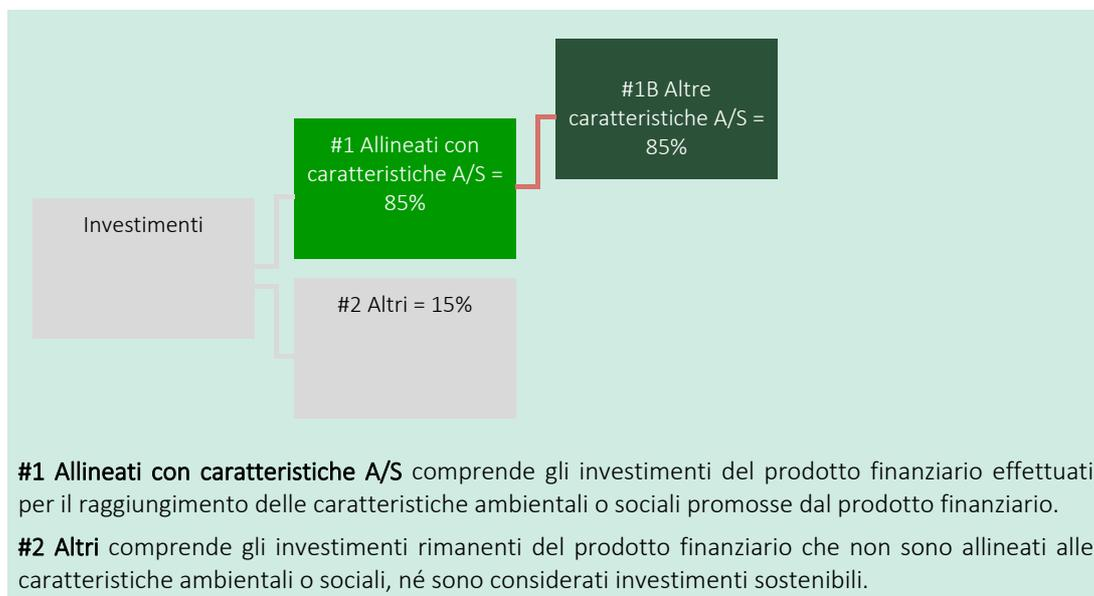 #1B Altre
caratteristiche A/S =
85%
#1 Allineati con
caratteristiche A/S =
85%
Investimenti
#2 Altri = 15%
#1 Allineati con caratteristiche A/S comprende gli investimenti del prodotto finanziario effettuati
per il raggiungimento delle caratteristiche ambientali o sociali promosse dal prodotto finanziario.
#2 Altri comprende gli investimenti rimanenti del prodotto finanziario che non sono allineati alle
caratteristiche ambientali o sociali, né sono considerati investimenti sostenibili.